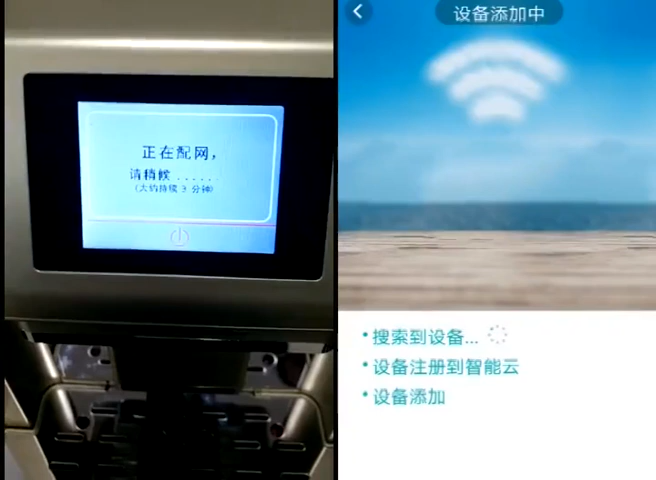 正在配网，
请稍候......
（大约持续 3 分钟）
设备添加中
搜索到设备...
设备注册到智能云
设备添加